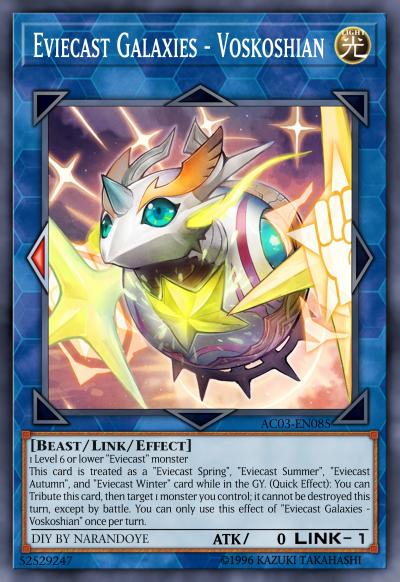 Eviecast Galaxies - Voskoshian
LIGHT
光
AC03-EN085
[Beast/Link/Effect]
1 Level 6 or lower "Eviecast" monster
This card is treated as a "Eviecast Spring", "Eviecast Summer", "Eviecast
Autumn", and "Eviecast Winter" card while in the GY. (Quick Effect): You can
Tribute this card, then target 1 monster you control; it cannot be destroyed this
turn, except by battle. You can only use this effect of "Eviecast Galaxies -
Voskoshian" once per turn.
DIY BY NARANDOYE ATK/ 0 LINK-1
52529247 ©1996 KAZUKI TAKAHASHI